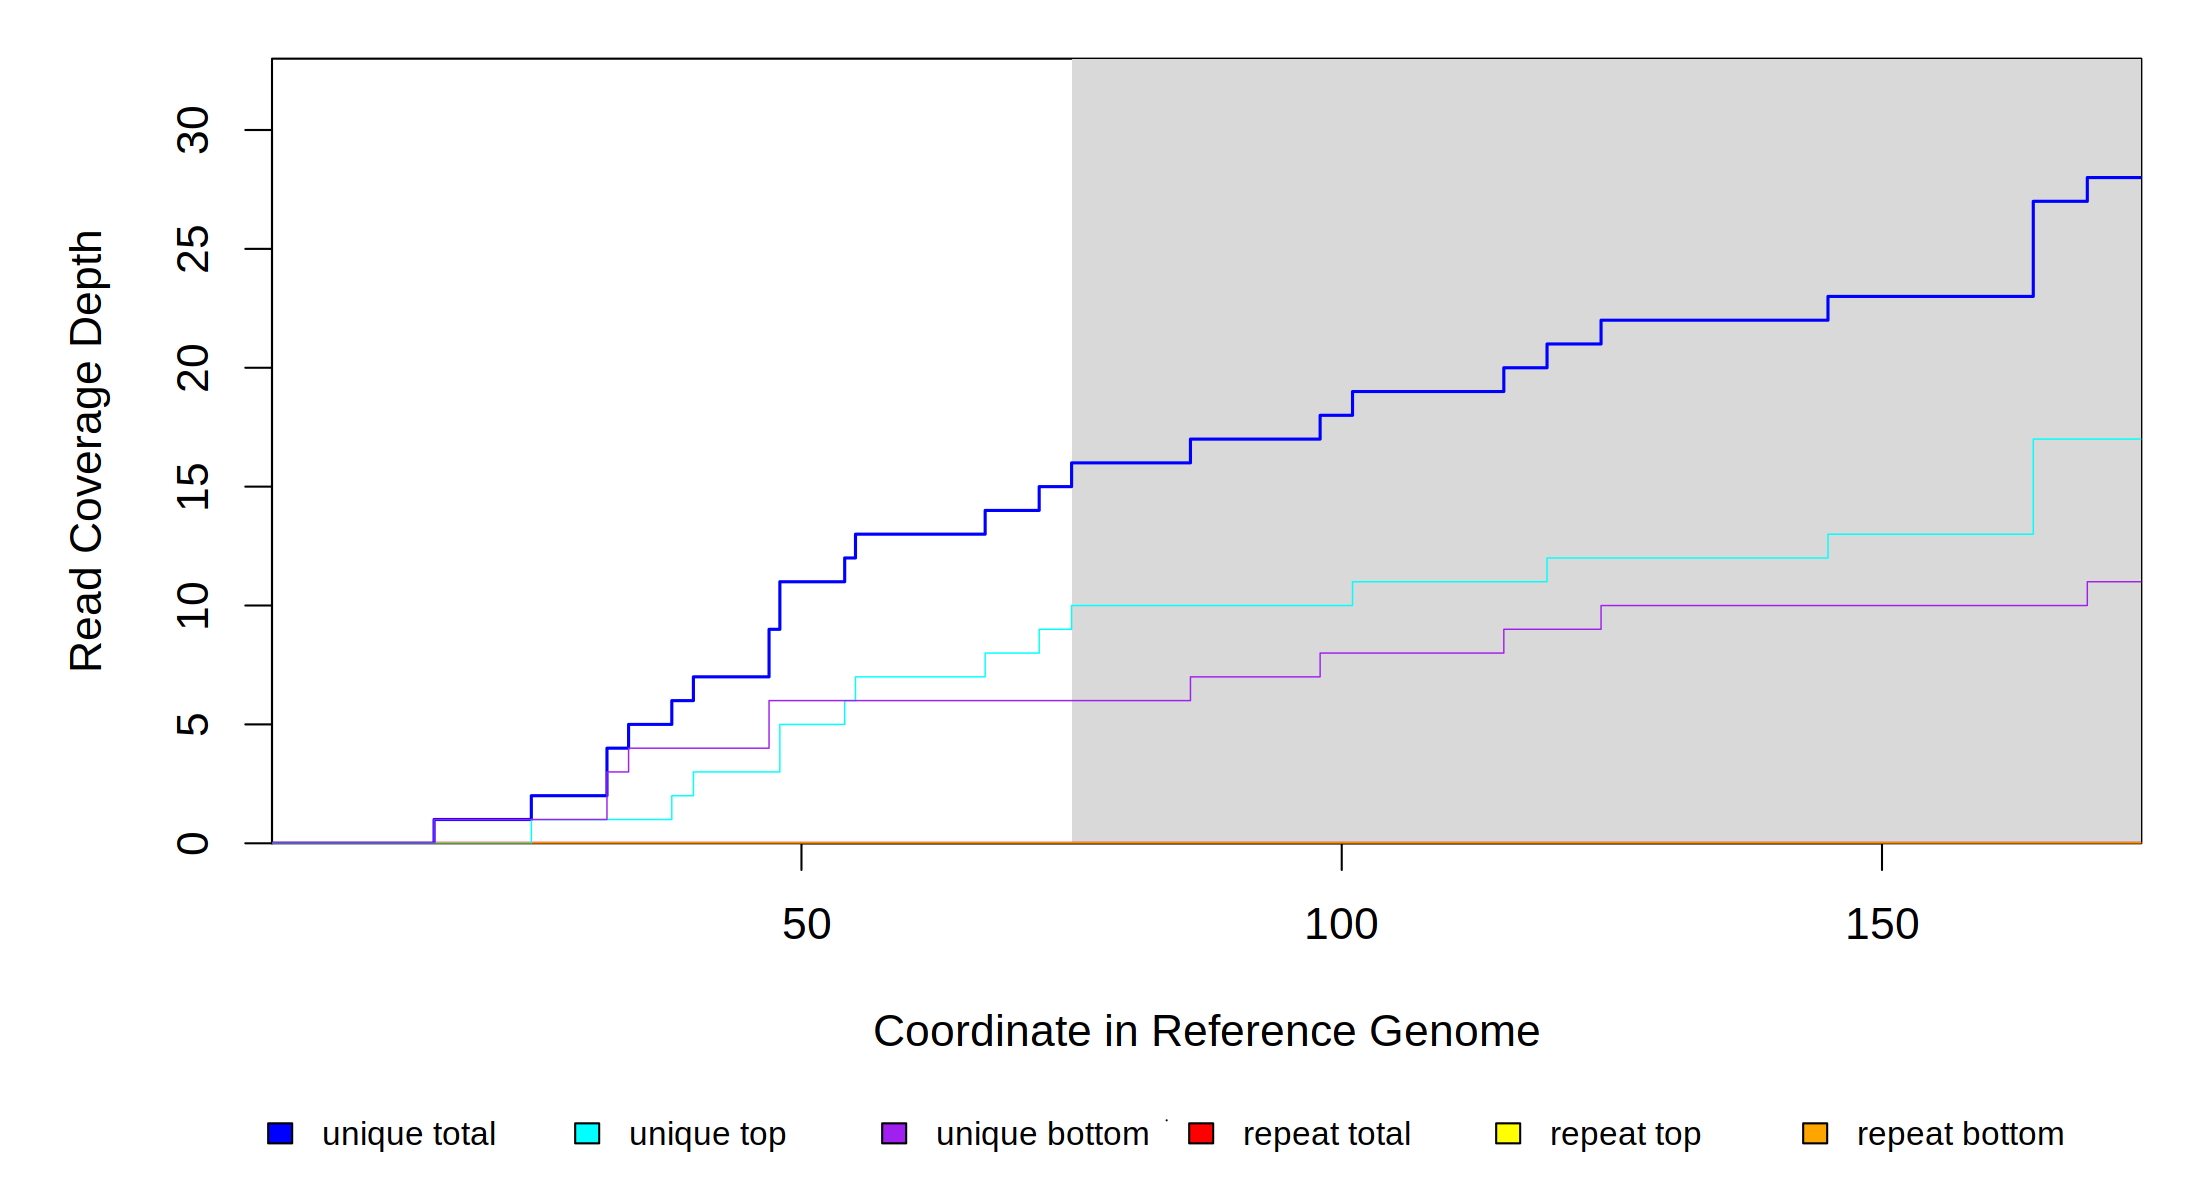 30
25
20
15
10
5
0
Read Coverage Depth
50 100 150
Coordinate in Reference Genome
unique total unique top unique bottom repeat total repeat top repeat bottom